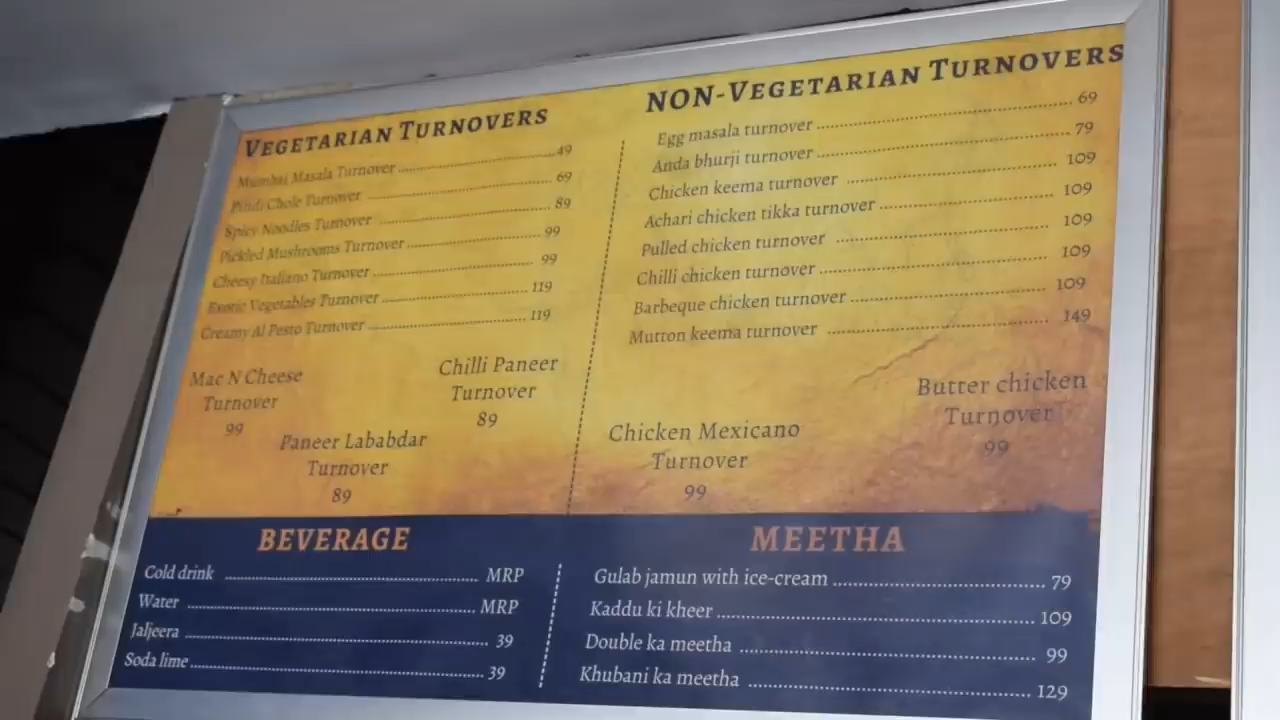 VEGETARIAN TURNOVERS
Mumbai Masala Turnover 49
Pindi Chole Turnover 69
Spicy Noodles Turnover 89
Pickled Mushrooms Turnover 99
Cheesy Italiano Turnover 99
Exotic Vegetables Turnover 119
Creamy Al Pesto Turnover 119
Mac N Cheese
Turnover
99
Chilli Paneer
Turnover
89
Paneer Lababdar
Turnover
89
NON-VEGETARIAN TURNOVERS
Egg masala turnover 69
Anda bhurji turnover 79
Chicken keema turnover 109
Achari chicken tikka turnover 109
Pulled chicken turnover 109
Chilli chicken turnover 109
Barbeque chicken turnover 109
Mutton keema turnover 149
Chicken Mexicano
Turnover
99
Butter chicken
Turnover
99
BEVERAGE
Cold drink MRP
Water MRP
Jaljeera 39
Soda lime 39
MEETHA
Gulab jamun with ice-cream 79
Kaddu ki kheer 109
Double ka meetha 99
Khubani ka meetha 129